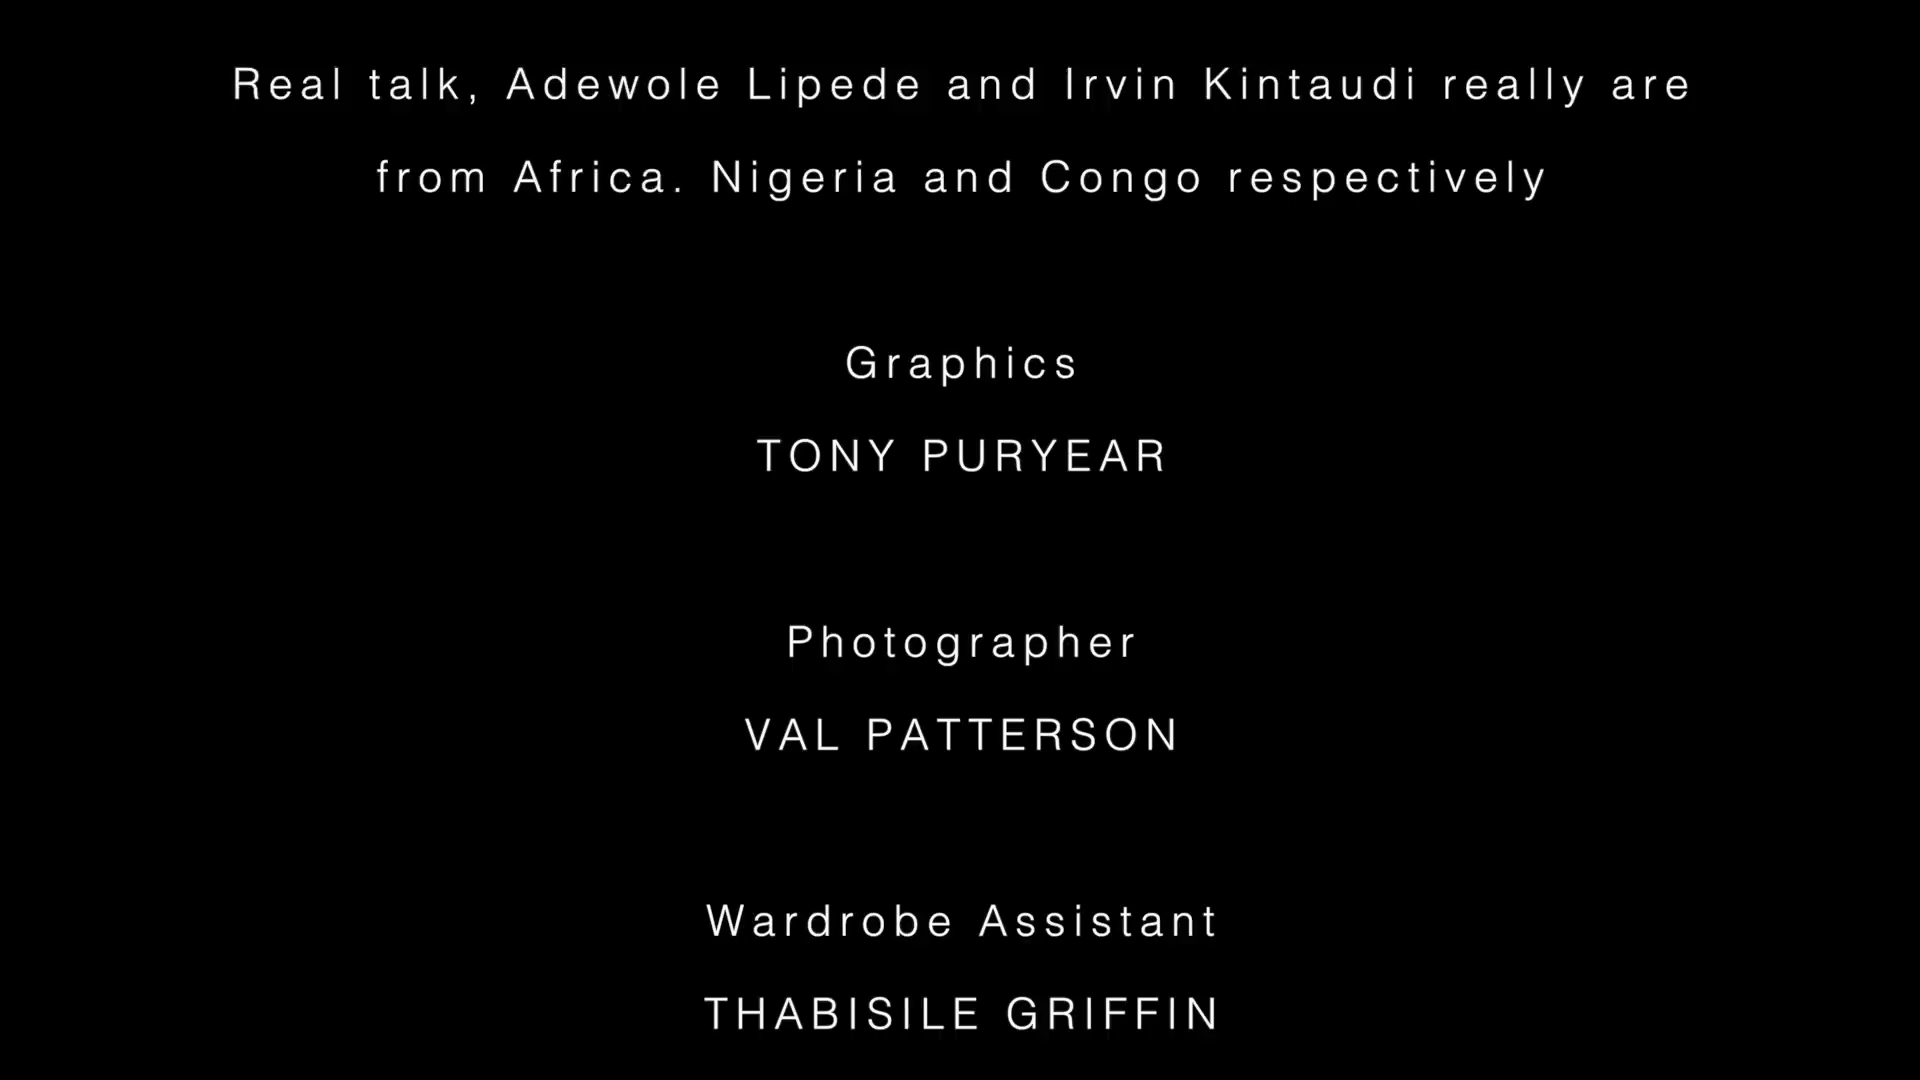 Real talk, Adewole Lipede and Irvin Kintaudi really are
from Africa. Nigeria and Congo respectively
Graphics
TONY PURYEAR
Photographer
VAL PATTERSON
Wardrobe Assistant
THABISILE GRIFFIN